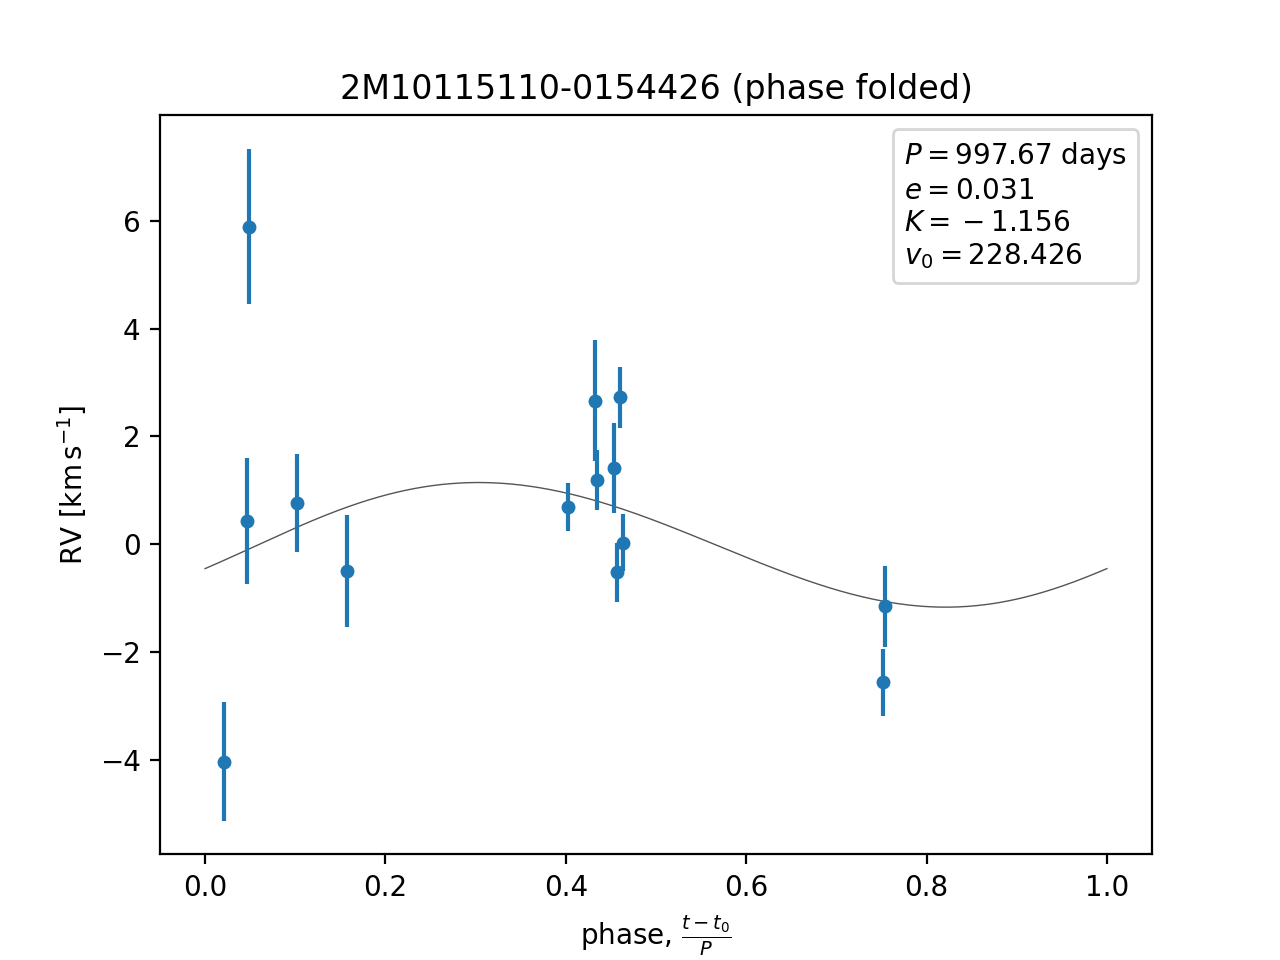 2M10115110-0154426 (phase folded)
P = 997.67 days
e = 0.031
K = −1.156
v₀ = 228.426
RV [km s⁻¹]
6
4
2
0
−2
−4
0.0 0.2 0.4 0.6 0.8 1.0
phase, (t − t₀)/P